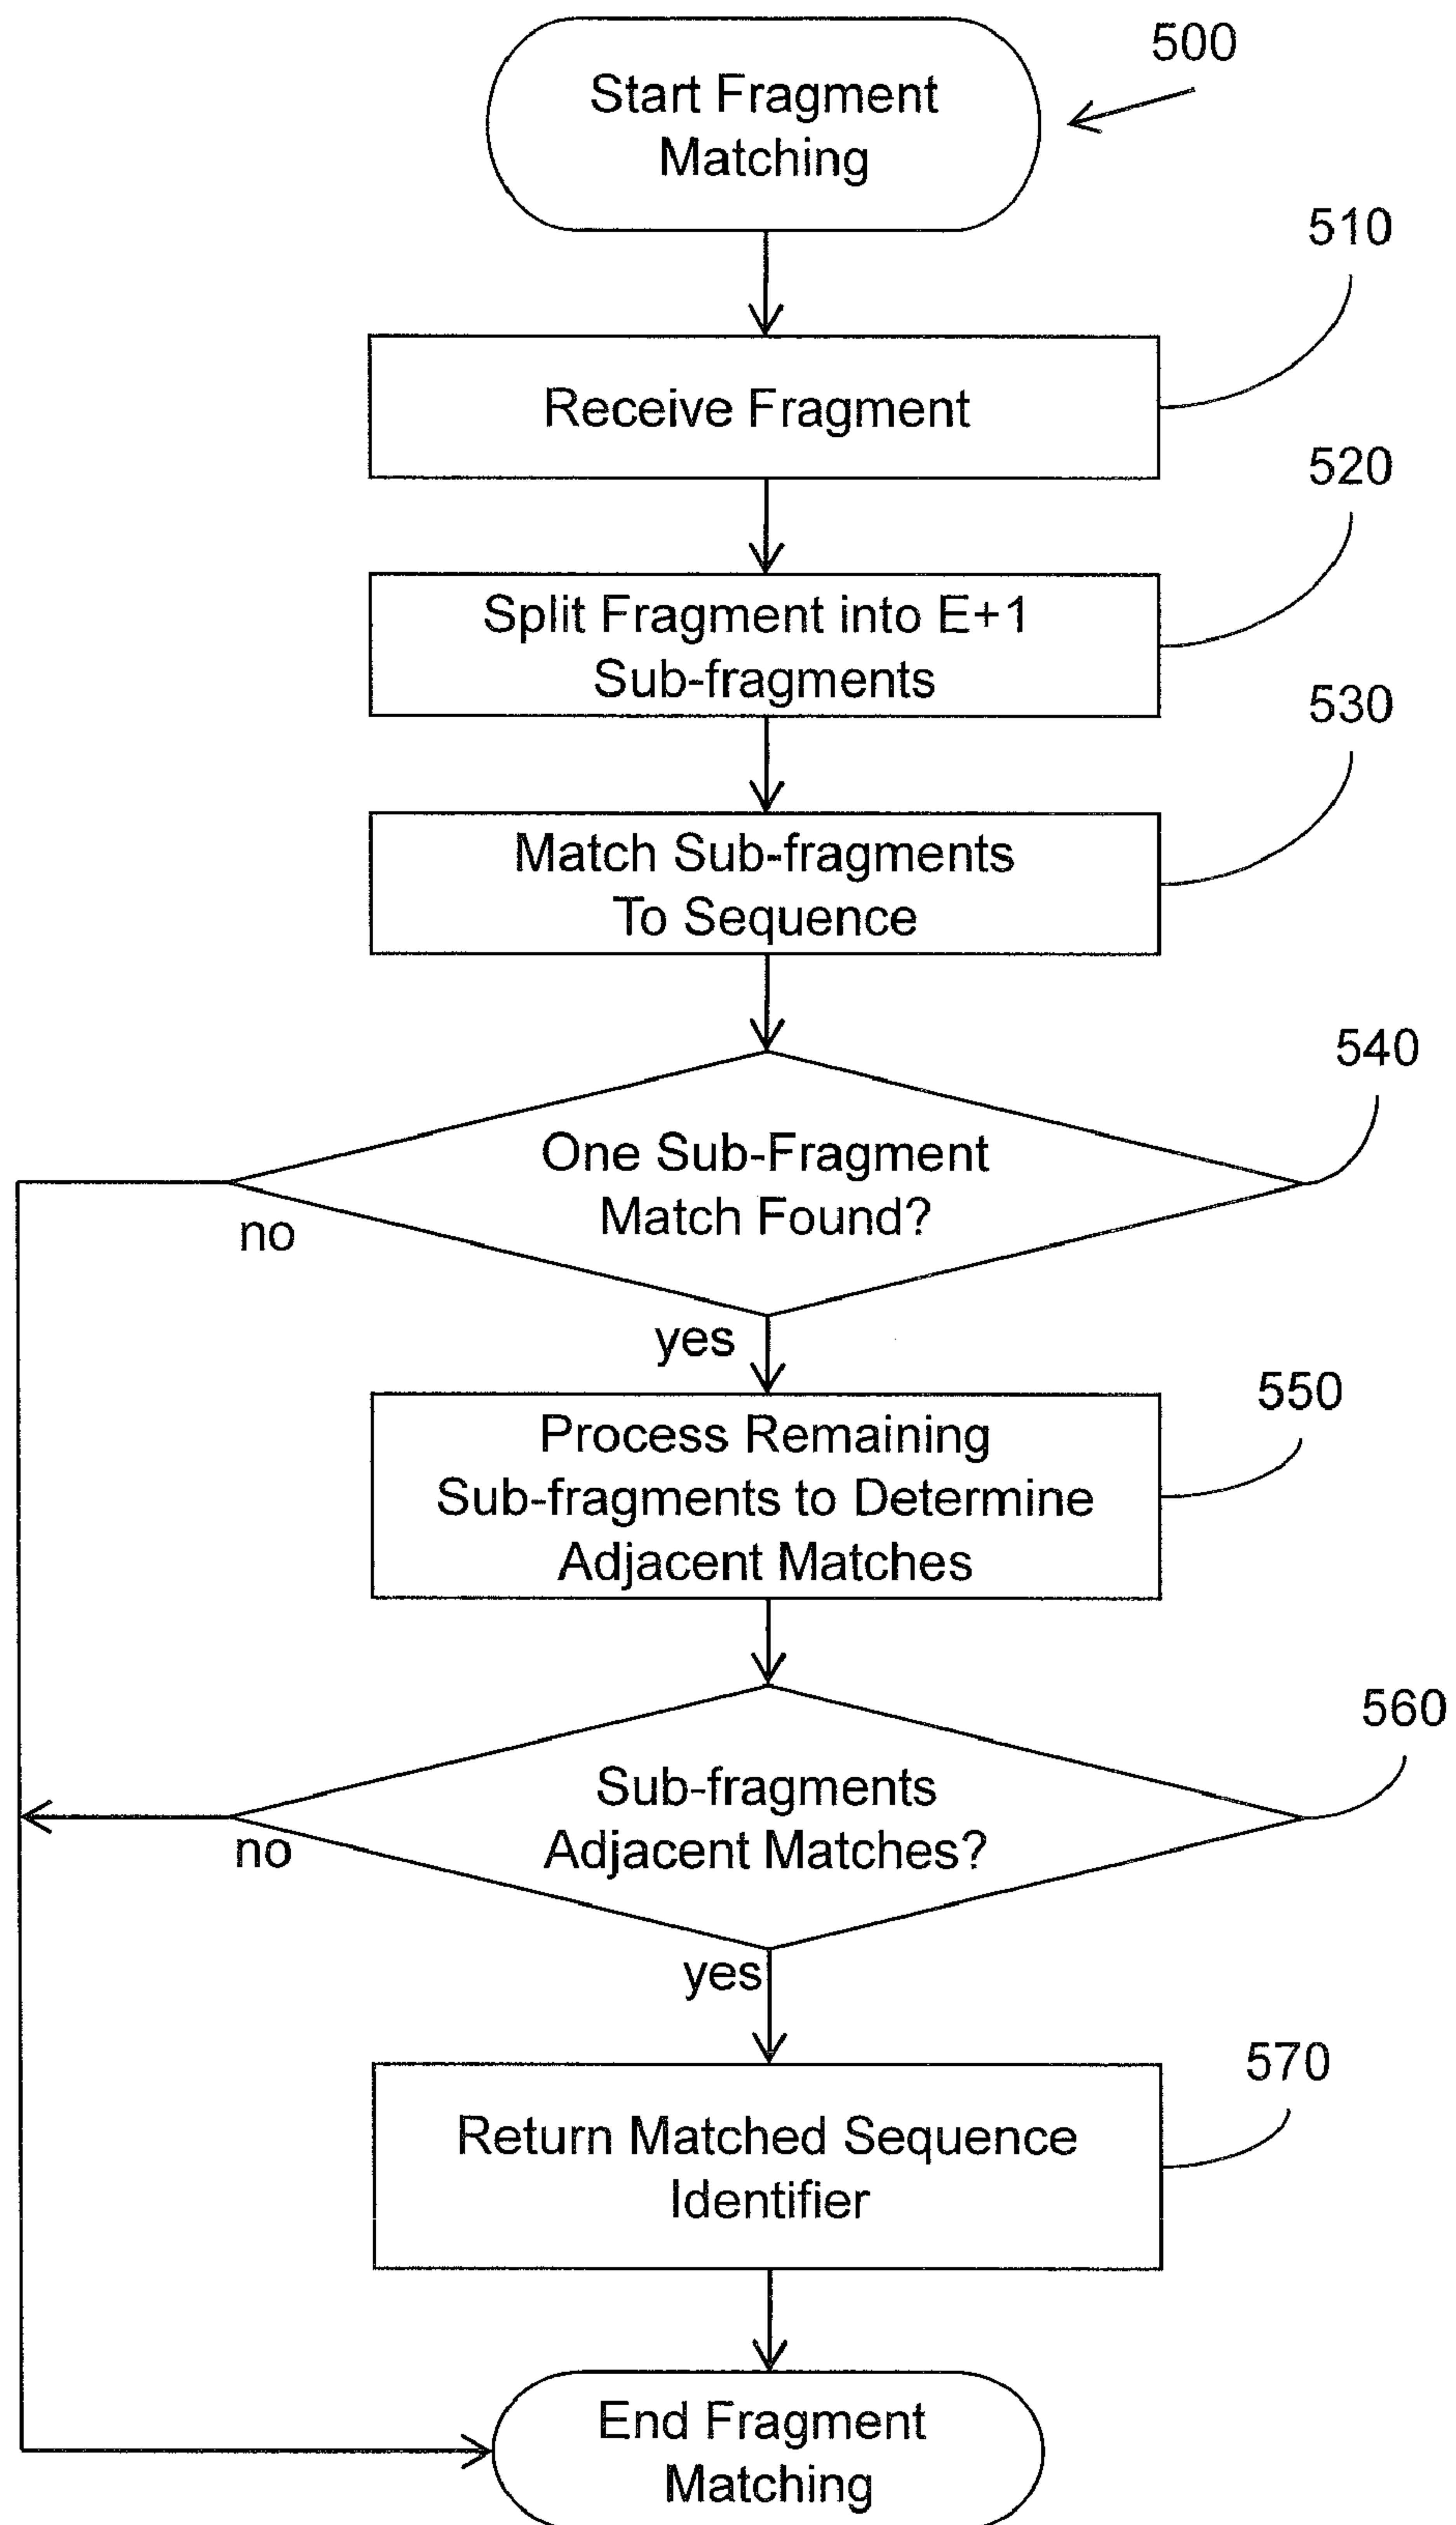 500
Start Fragment
Matching
510
Receive Fragment
520
Split Fragment into E+1
Sub-fragments
530
Match Sub-fragments
To Sequence
540
One Sub-Fragment
Match Found?
no
yes
550
Process Remaining
Sub-fragments to Determine
Adjacent Matches
560
Sub-fragments
Adjacent Matches?
no
yes
570
Return Matched Sequence
Identifier
End Fragment
Matching